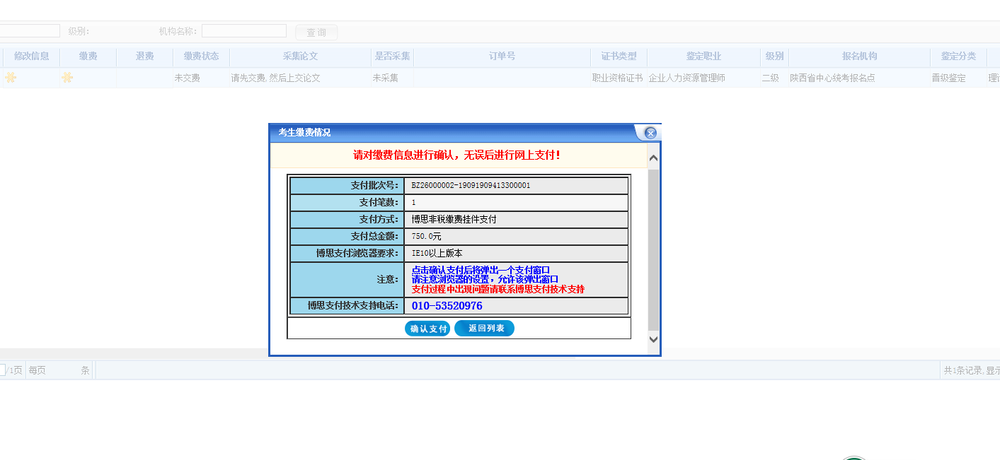 级别: 机构名称: 查 询
修改信息 缴费 退费 缴费状态 采集论文 是否采集 订单号 证书类型 鉴定职业 级别 报名机构 鉴定分类
未交费 请先交费, 然后上交论文 未采集 职业资格证书 企业人力资源管理师 二级 陕西省中心统考报名点 晋级鉴定
考生缴费情况
请对缴费信息进行确认，无误后进行网上支付！
支付批次号: BZ26000002-19091909413300001
支付笔数: 1
支付方式: 博思非税缴费挂件支付
支付总金额: 750.0元
博思支付浏览器要求: IE10以上版本
注意:
点击确认支付后将弹出一个支付窗口
请注意浏览器的设置，允许该弹出窗口
支付过程中出现问题请联系博思支付技术支持
博思支付技术支持电话: 010-53520976
确认支付 返回列表
/1页 每页 条 共1条记录, 显示